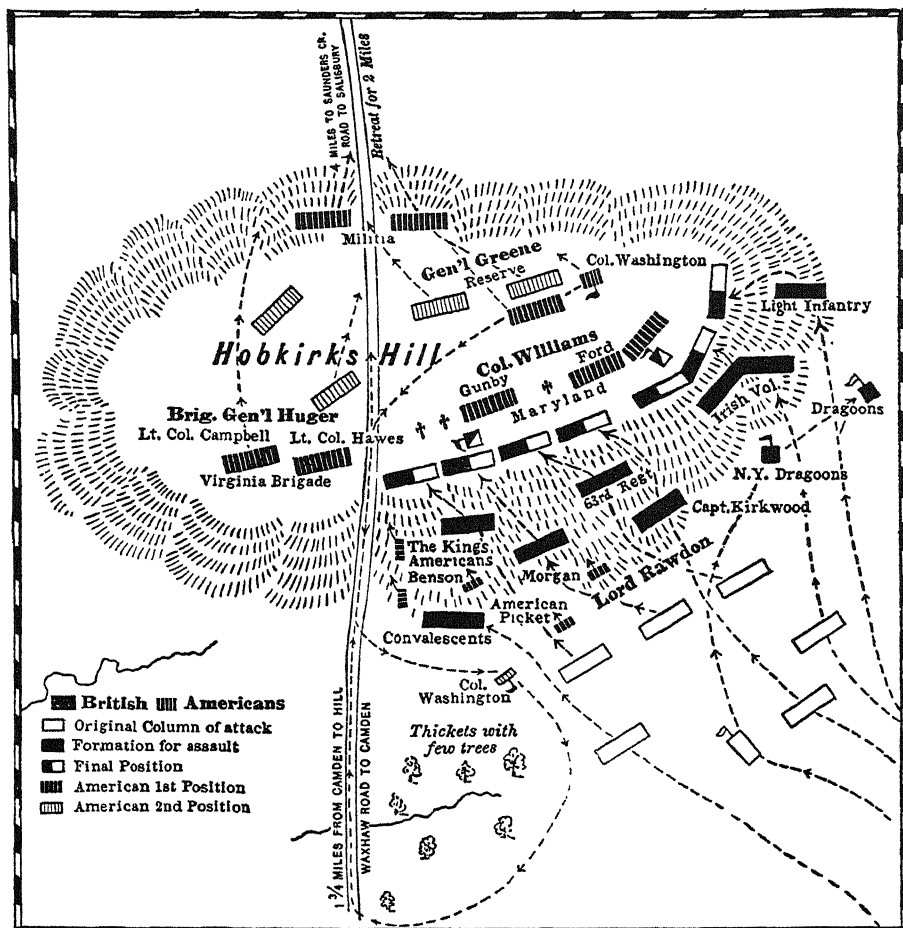 MILES TO SAUNDERS CR.
ROAD TO SALISBURY
Retreat for 2 Miles
Militia
Gen'l Greene
Reserve
Col. Washington
Light Infantry
Hobkirks Hill
Col. Williams
Ford
Gunby
Maryland
Irish Vol.
Dragoons
Brig. Gen'l Huger
Lt. Col. Campbell
Lt. Col. Hawes
Virginia Brigade
63rd Regt
N.Y. Dragoons
Capt. Kirkwood
The Kings
Americans
Benson
Morgan
Lord Rawdon
American
Picket
Convalescents
Col.
Washington
Thickets with
few trees
British Americans
Original Column of attack
Formation for assault
Final Position
American 1st Position
American 2nd Position
1 3/4 MILES FROM CAMDEN TO HILL
WAXHAW ROAD TO CAMDEN